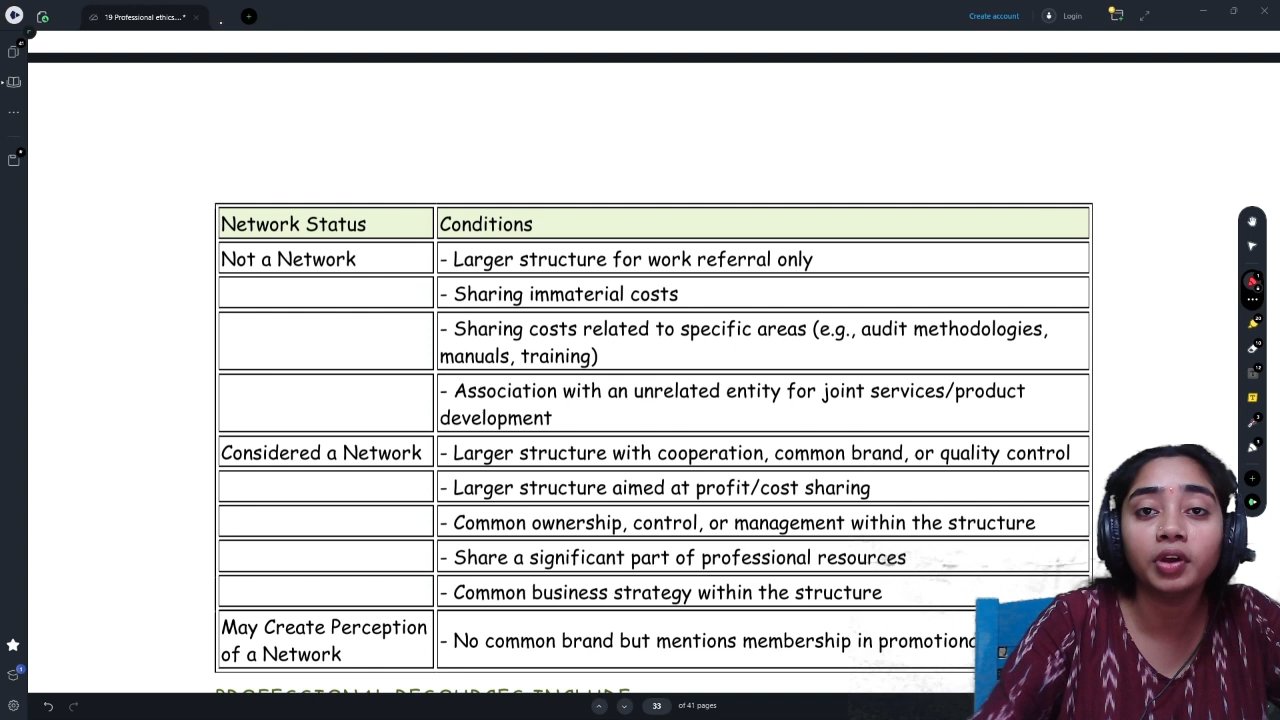 19 Professional ethics....*
Create account
Login
Network Status
Conditions
Not a Network
- Larger structure for work referral only
- Sharing immaterial costs
- Sharing costs related to specific areas (e.g., audit methodologies,
manuals, training)
- Association with an unrelated entity for joint services/product
development
Considered a Network
- Larger structure with cooperation, common brand, or quality control
- Larger structure aimed at profit/cost sharing
- Common ownership, control, or management within the structure
- Share a significant part of professional resources
- Common business strategy within the structure
May Create Perception
of a Network
- No common brand but mentions membership in
PROFESSIONAL RESOURCES INCLUDE
33
of 41 pages